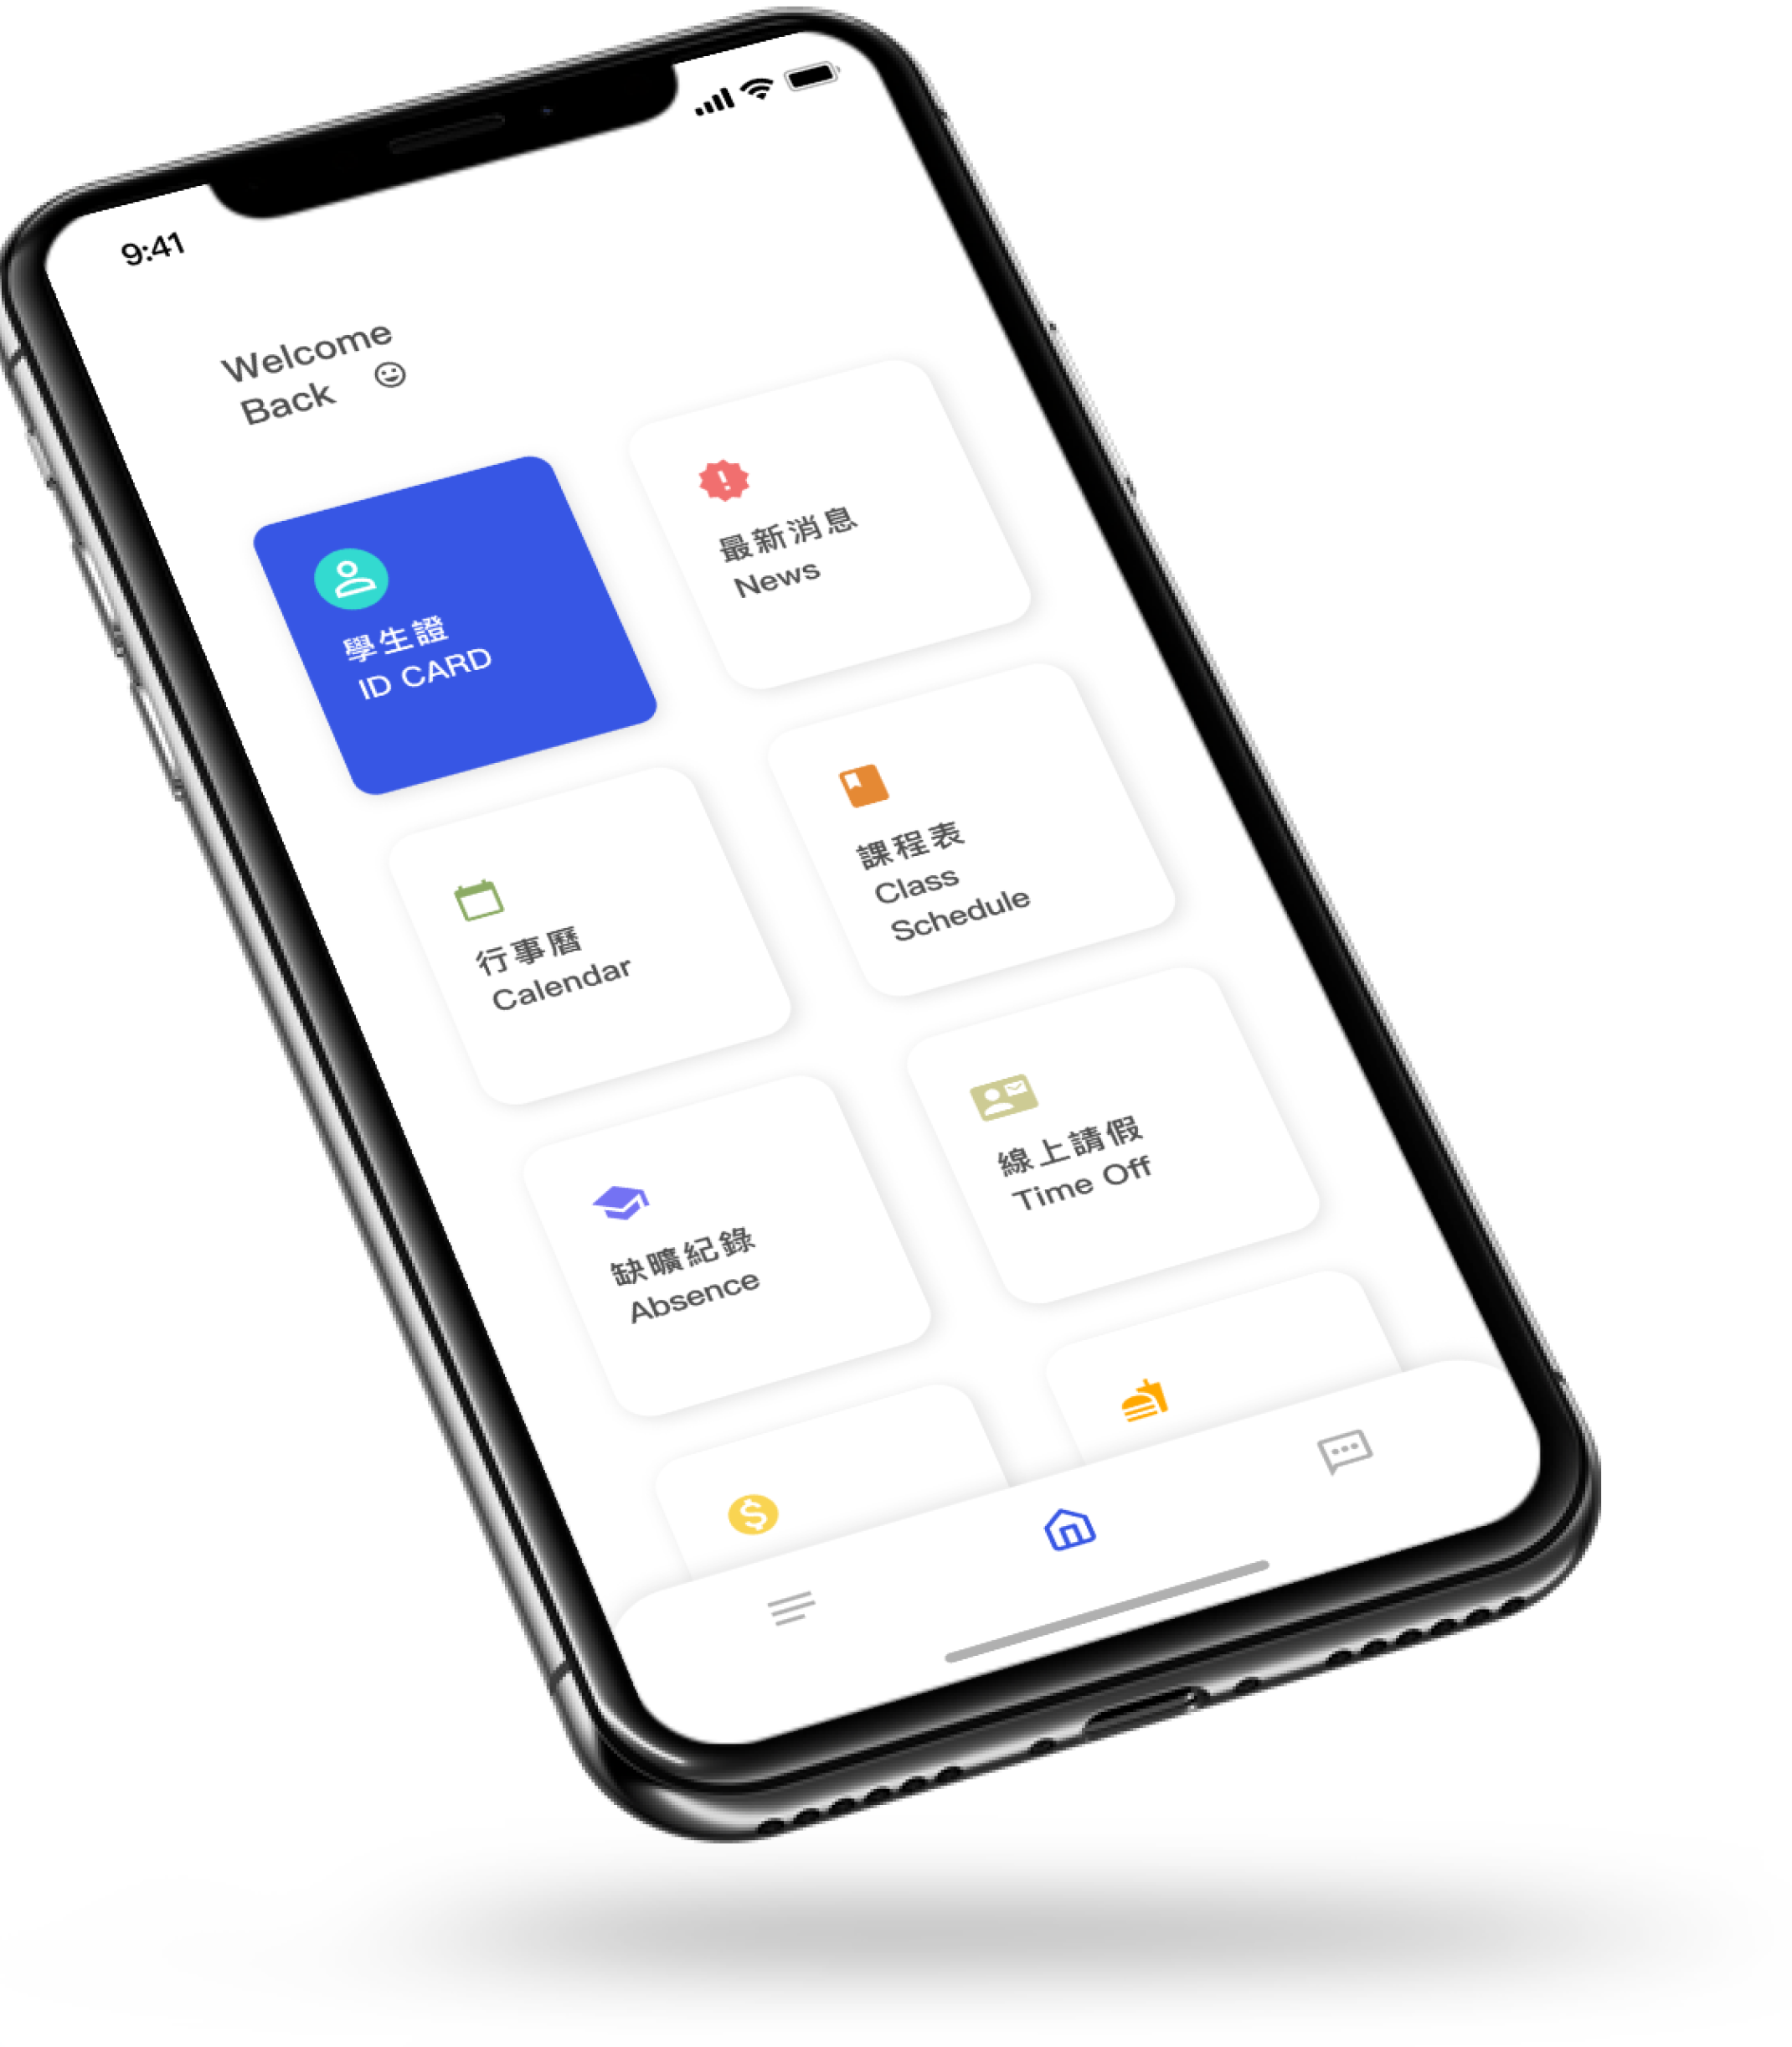 9:41
Welcome
Back
學生證
ID CARD
最新消息
News
行事曆
Calendar
課程表
Class
Schedule
缺曠紀錄
Absence
線上請假
Time Off